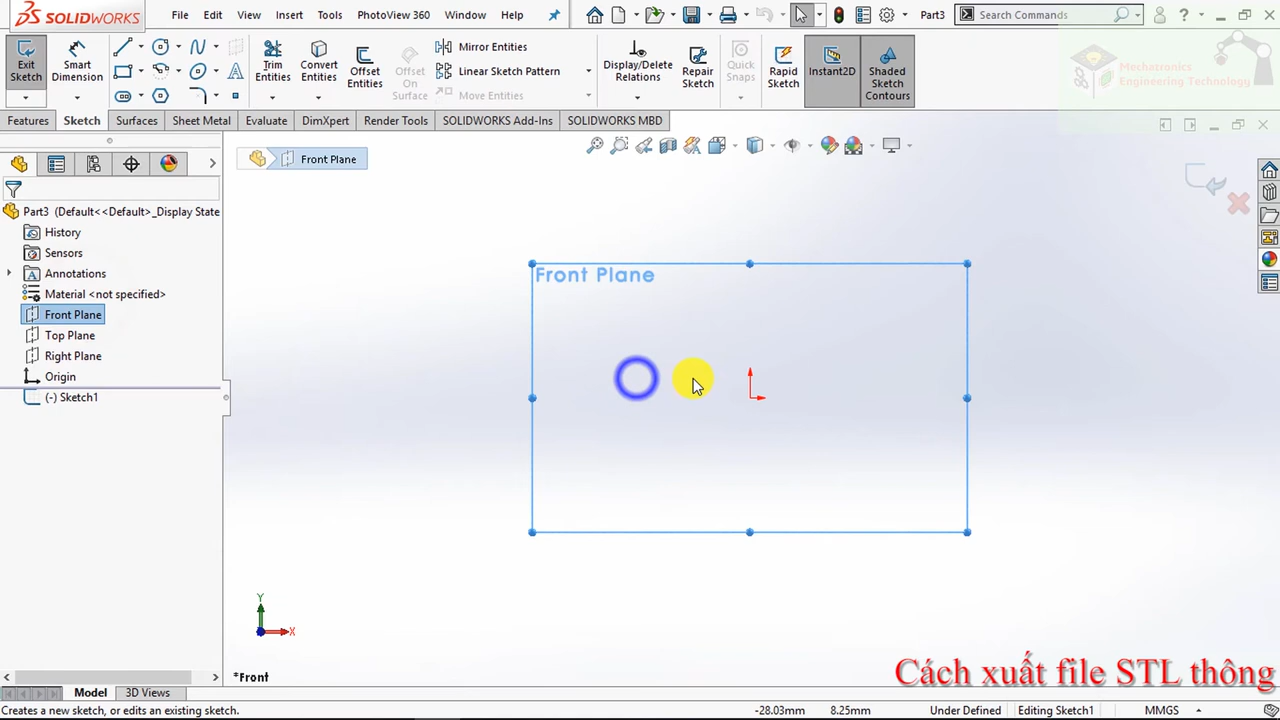 SOLIDWORKS
File
Edit
View
Insert
Tools
PhotoView 360
Window
Help
Part3
Search Commands
?
Exit Sketch
Smart Dimension
Trim Entities
Convert Entities
Offset Entities
Offset On Surface
Mirror Entities
Linear Sketch Pattern
Move Entities
Display/Delete Relations
Repair Sketch
Quick Snaps
Rapid Sketch
Instant2D
Shaded Sketch Contours
Mechatronics
Engineering Technology
Features
Sketch
Surfaces
Sheet Metal
Evaluate
DimXpert
Render Tools
SOLIDWORKS Add-Ins
SOLIDWORKS MBD
Front Plane
Part3 (Default<<Default>_Display State
History
Sensors
Annotations
Material <not specified>
Front Plane
Top Plane
Right Plane
Origin
(-) Sketch1
Front Plane
Y
X
*Front
Cách xuất file STL thông
Model
3D Views
Creates a new sketch, or edits an existing sketch.
-28.03mm
8.25mm
Under Defined
Editing Sketch1
MMGS